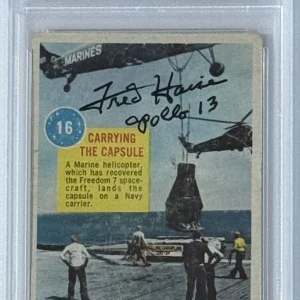 MARINES
Fred Haise
Apollo 13
16
CARRYING
THE CAPSULE
A Marine helicopter,
which has recovered
the Freedom 7 space-
craft, lands the
capsule on a Navy
carrier.